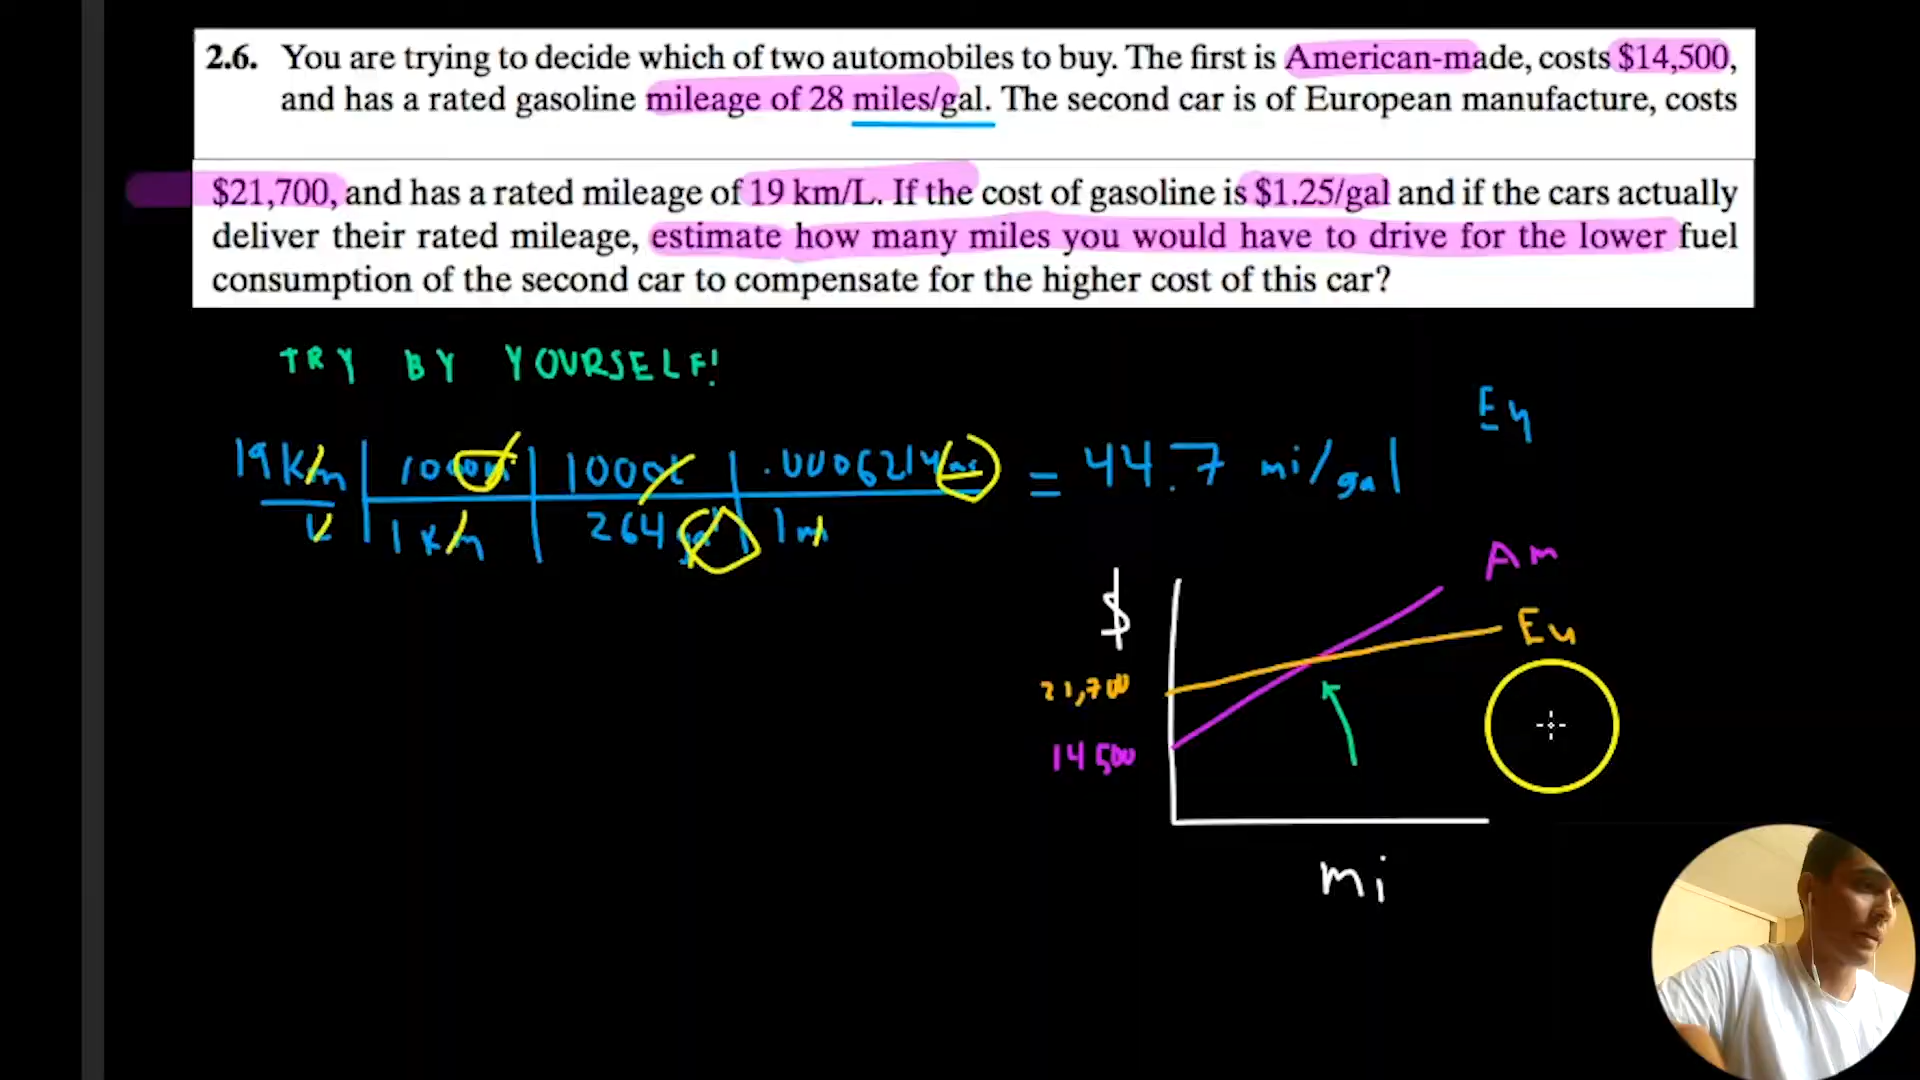 2.6. You are trying to decide which of two automobiles to buy. The first is American-made, costs $14,500,
and has a rated gasoline mileage of 28 miles/gal. The second car is of European manufacture, costs
$21,700, and has a rated mileage of 19 km/L. If the cost of gasoline is $1.25/gal and if the cars actually
deliver their rated mileage, estimate how many miles you would have to drive for the lower fuel
consumption of the second car to compensate for the higher cost of this car?
TRY BY YOURSELF!
Eu
19 km | 1000 m | 1000 L | .0006214 mi = 44.7 mi/gal
L | 1 km | 264 gal | 1 m
Am
$
Eu
21,700
14 500
mi